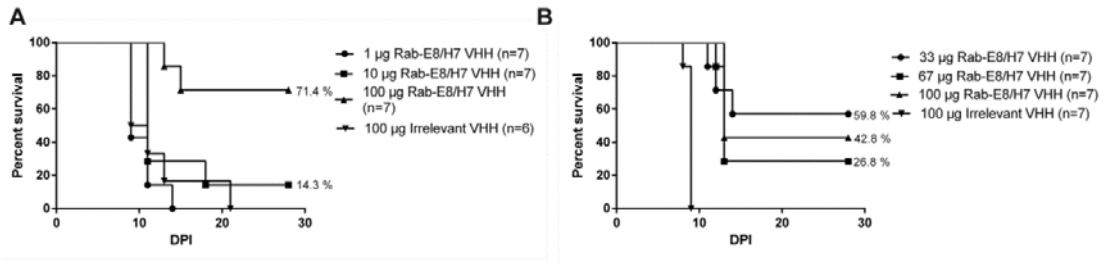 A
B
Percent survival
100
80
60
40
20
0
0
10
20
30
DPI
71.4 %
14.3 %
1 μg Rab-E8/H7 VHH (n=7)
10 μg Rab-E8/H7 VHH (n=7)
100 μg Rab-E8/H7 VHH
(n=7)
100 μg Irrelevant VHH (n=6)
Percent survival
100
80
60
40
20
0
0
10
20
30
DPI
59.8 %
42.8 %
26.8 %
33 μg Rab-E8/H7 VHH (n=7)
67 μg Rab-E8/H7 VHH (n=7)
100 μg Rab-E8/H7 VHH (n=7)
100 μg Irrelevant VHH (n=7)